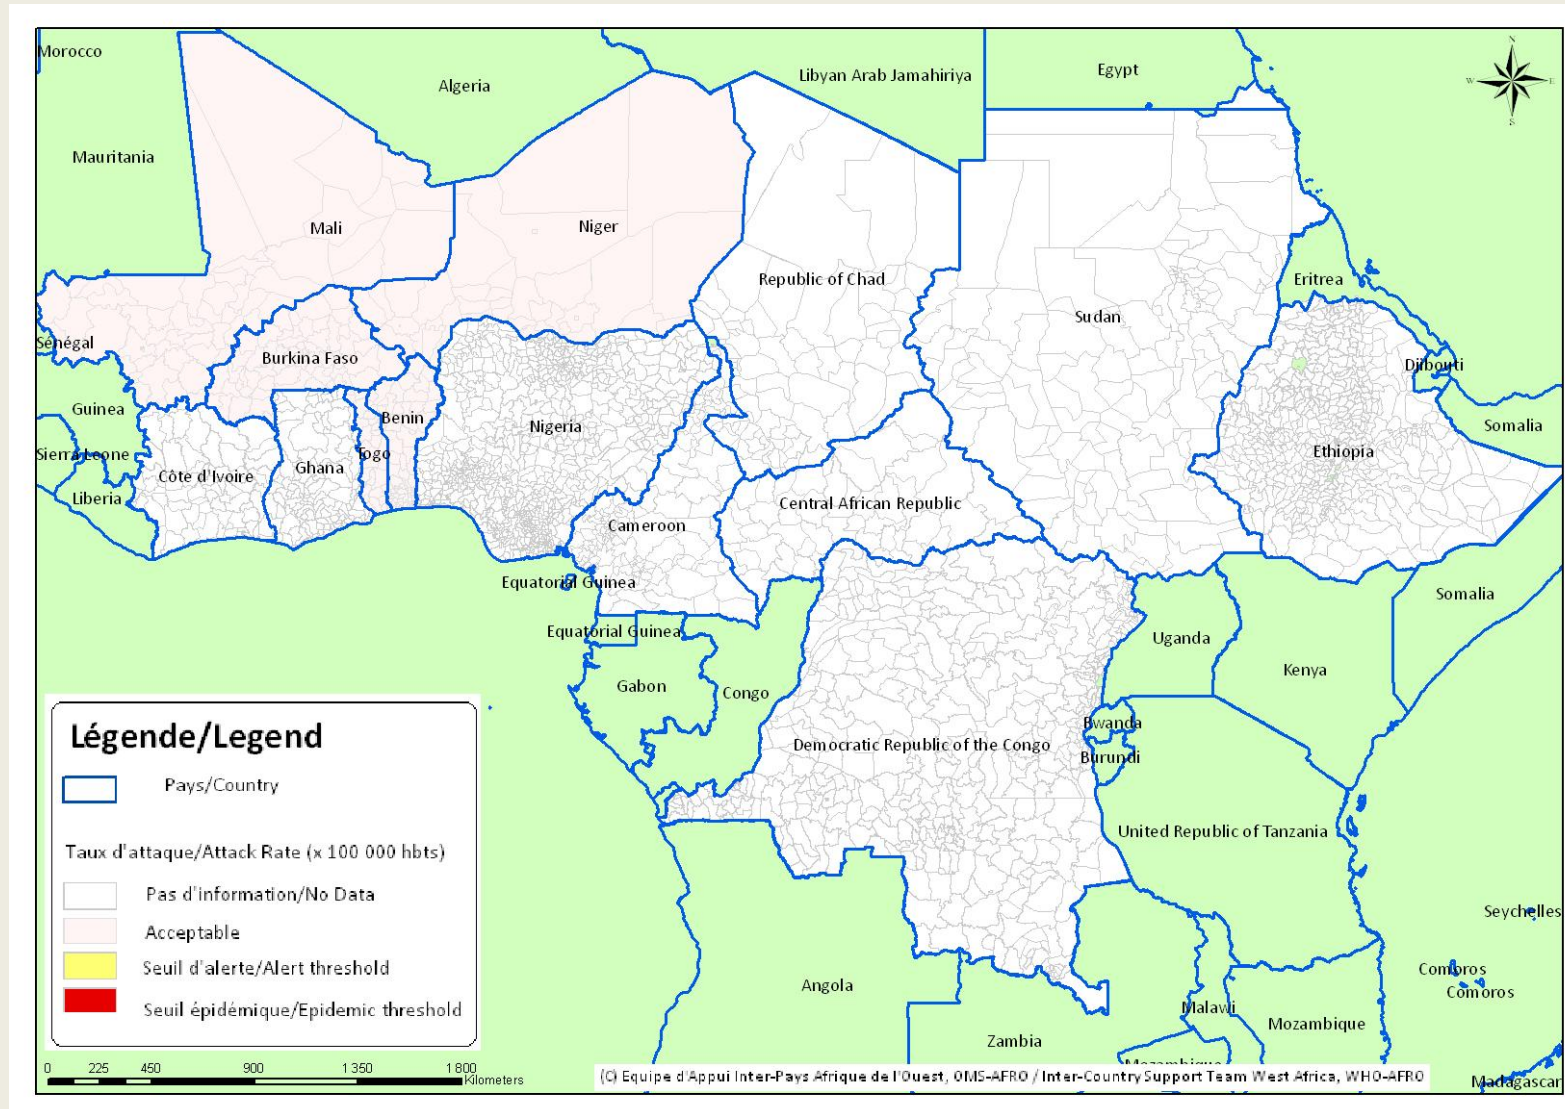 Morocco
Algeria
Libyan Arab Jamahiriya
Egypt
N
W
E
S
Mauritania
Mali
Niger
Republic of Chad
Sudan
Eritrea
Sénégal
Burkina Faso
Djibouti
Guinea
Benin
Nigeria
Somalia
Sierra Leone
Togo
Ethiopia
Côte d'Ivoire
Ghana
Liberia
Central African Republic
Cameroon
Equatorial Guinea
Somalia
Equatorial Guinea
Uganda
Kenya
Gabon
Congo
Rwanda
Democratic Republic of the Congo
Burundi
United Republic of Tanzania
Seychelles
Comoros
Comoros
Angola
Malawi
Mozambique
Zambia
Mozambique
Madagascar
Légende/Legend
Pays/Country
Taux d'attaque/Attack Rate (x 100 000 hbts)
Pas d'information/No Data
Acceptable
Seuil d'alerte/Alert threshold
Seuil épidémique/Epidemic threshold
0 225 450 900 1 350 1 800
Kilometers
(C) Equipe d'Appui Inter-Pays Afrique de l'Ouest, OMS-AFRO / Inter-Country Support Team West Africa, WHO-AFRO